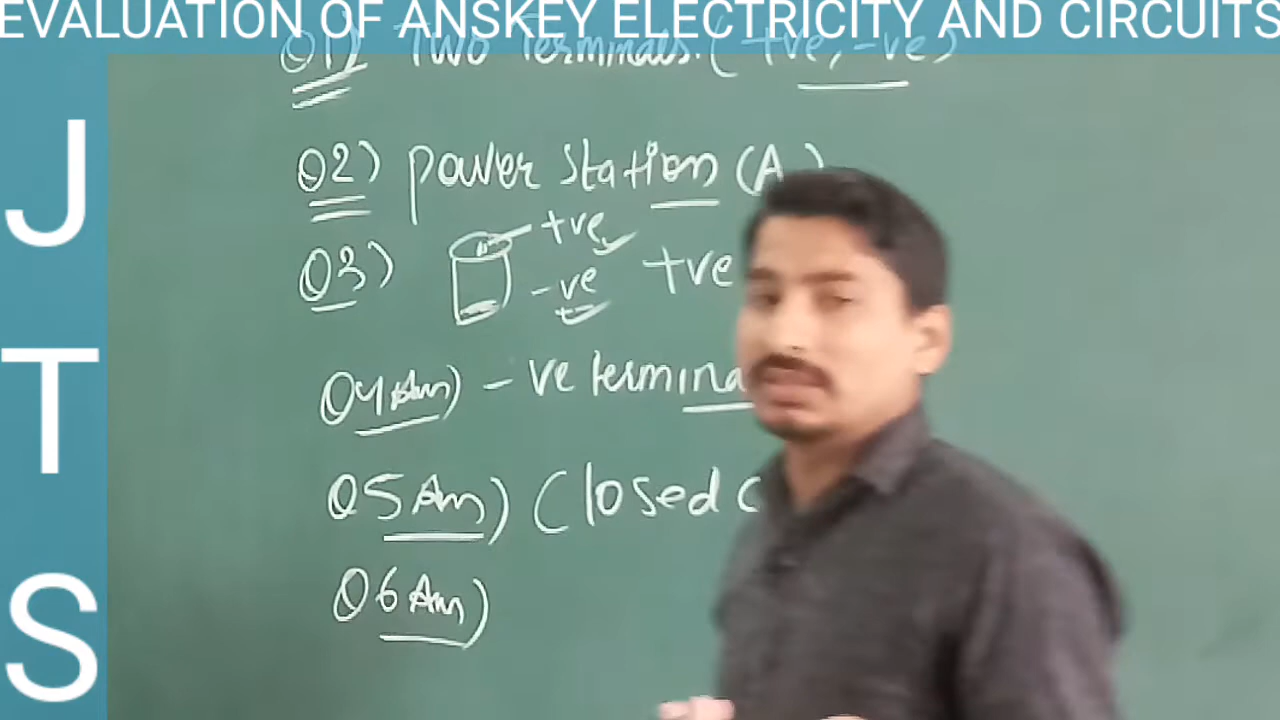 EVALUATION OF ANSKEY ELECTRICITY AND CIRCUITS
J
T
S
Q1) Two Terminals. (+ve, -ve)
Q2) power station (A)
+ve
Q3) -ve +ve
Q4 Ans) - ve termina
Q5 Ans) Closed c
Q6 Ans)